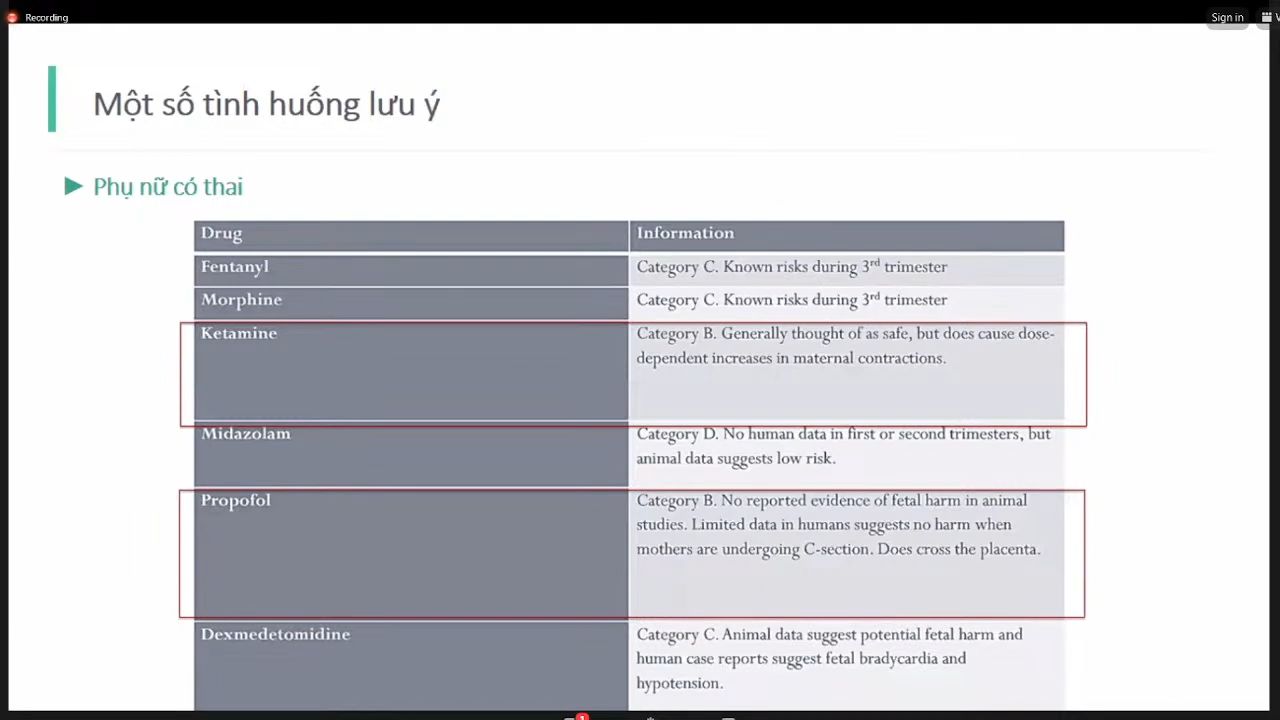 Recording
Sign in
Một số tình huống lưu ý
Phụ nữ có thai
Drug
Information
Fentanyl
Category C. Known risks during 3rd trimester
Morphine
Category C. Known risks during 3rd trimester
Ketamine
Category B. Generally thought of as safe, but does cause dose-
dependent increases in maternal contractions.
Midazolam
Category D. No human data in first or second trimesters, but
animal data suggests low risk.
Propofol
Category B. No reported evidence of fetal harm in animal
studies. Limited data in humans suggests no harm when
mothers are undergoing C-section. Does cross the placenta.
Dexmedetomidine
Category C. Animal data suggest potential fetal harm and
human case reports suggest fetal bradycardia and
hypotension.
1